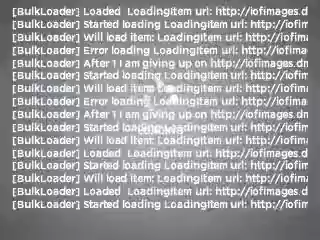 [BulkLoader] Loaded LoadingItem url: http://iofimages.d
[BulkLoader] Started loading LoadingItem url: http://iofim
[BulkLoader] Will load item: LoadingItem url: http://iofim
[BulkLoader] Error loading LoadingItem url: http://iofima
[BulkLoader] After 1 I am giving up on http://iofimages.dn
[BulkLoader] Started loading LoadingItem url: http://iofim
[BulkLoader] Will load item: LoadingItem url: http://iofim
[BulkLoader] Error loading LoadingItem url: http://iofima
[BulkLoader] After 1 I am giving up on http://iofimages.dn
[BulkLoader] Started loading LoadingItem url: http://iofim
[BulkLoader] Will load item: LoadingItem url: http://iofim
[BulkLoader] Loaded LoadingItem url: http://iofimages.d
[BulkLoader] Started loading LoadingItem url: http://iofim
[BulkLoader] Will load item: LoadingItem url: http://iofim
[BulkLoader] Loaded LoadingItem url: http://iofimages.d
[BulkLoader] Started loading LoadingItem url: http://iofim